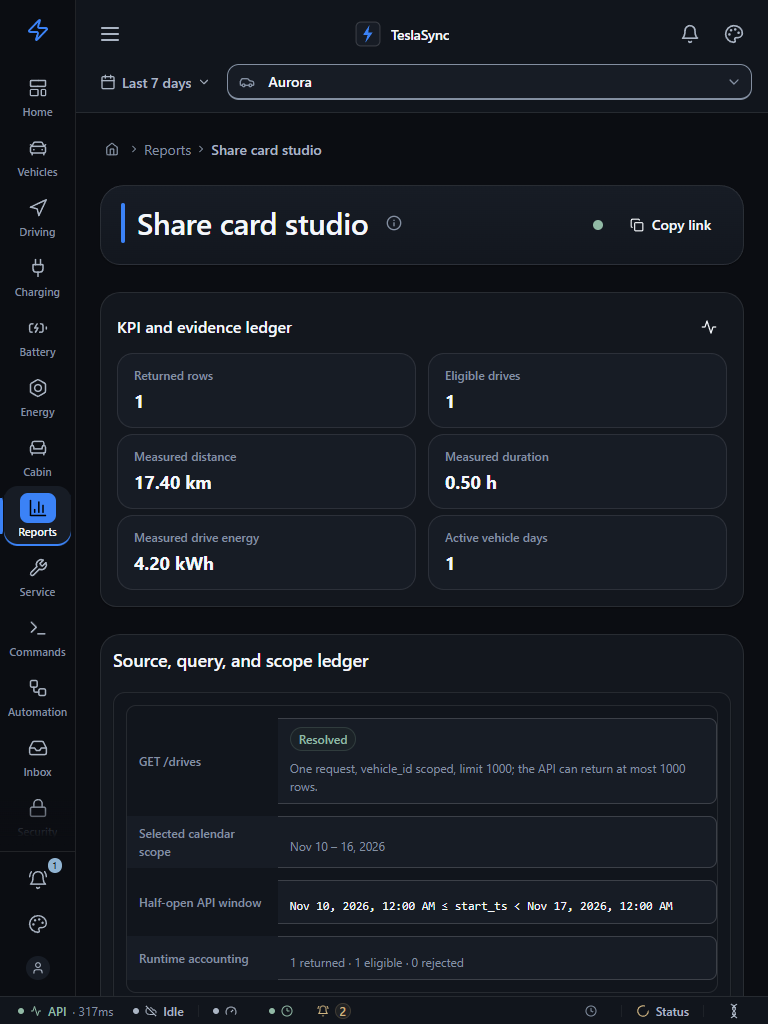 TeslaSync
Last 7 days
Aurora
Home
Vehicles
Driving
Charging
Battery
Energy
Cabin
Reports
Service
Commands
Automation
Inbox
Security
1
Reports
Share card studio
Share card studio
Copy link
KPI and evidence ledger
Returned rows
1
Eligible drives
1
Measured distance
17.40 km
Measured duration
0.50 h
Measured drive energy
4.20 kWh
Active vehicle days
1
Source, query, and scope ledger
GET /drives
Resolved
One request, vehicle_id scoped, limit 1000; the API can return at most 1000
rows.
Selected calendar
scope
Nov 10 – 16, 2026
Half-open API window
Nov 10, 2026, 12:00 AM ≤ start_ts < Nov 17, 2026, 12:00 AM
Runtime accounting
1 returned · 1 eligible · 0 rejected
API · 317ms
Idle
2
Status